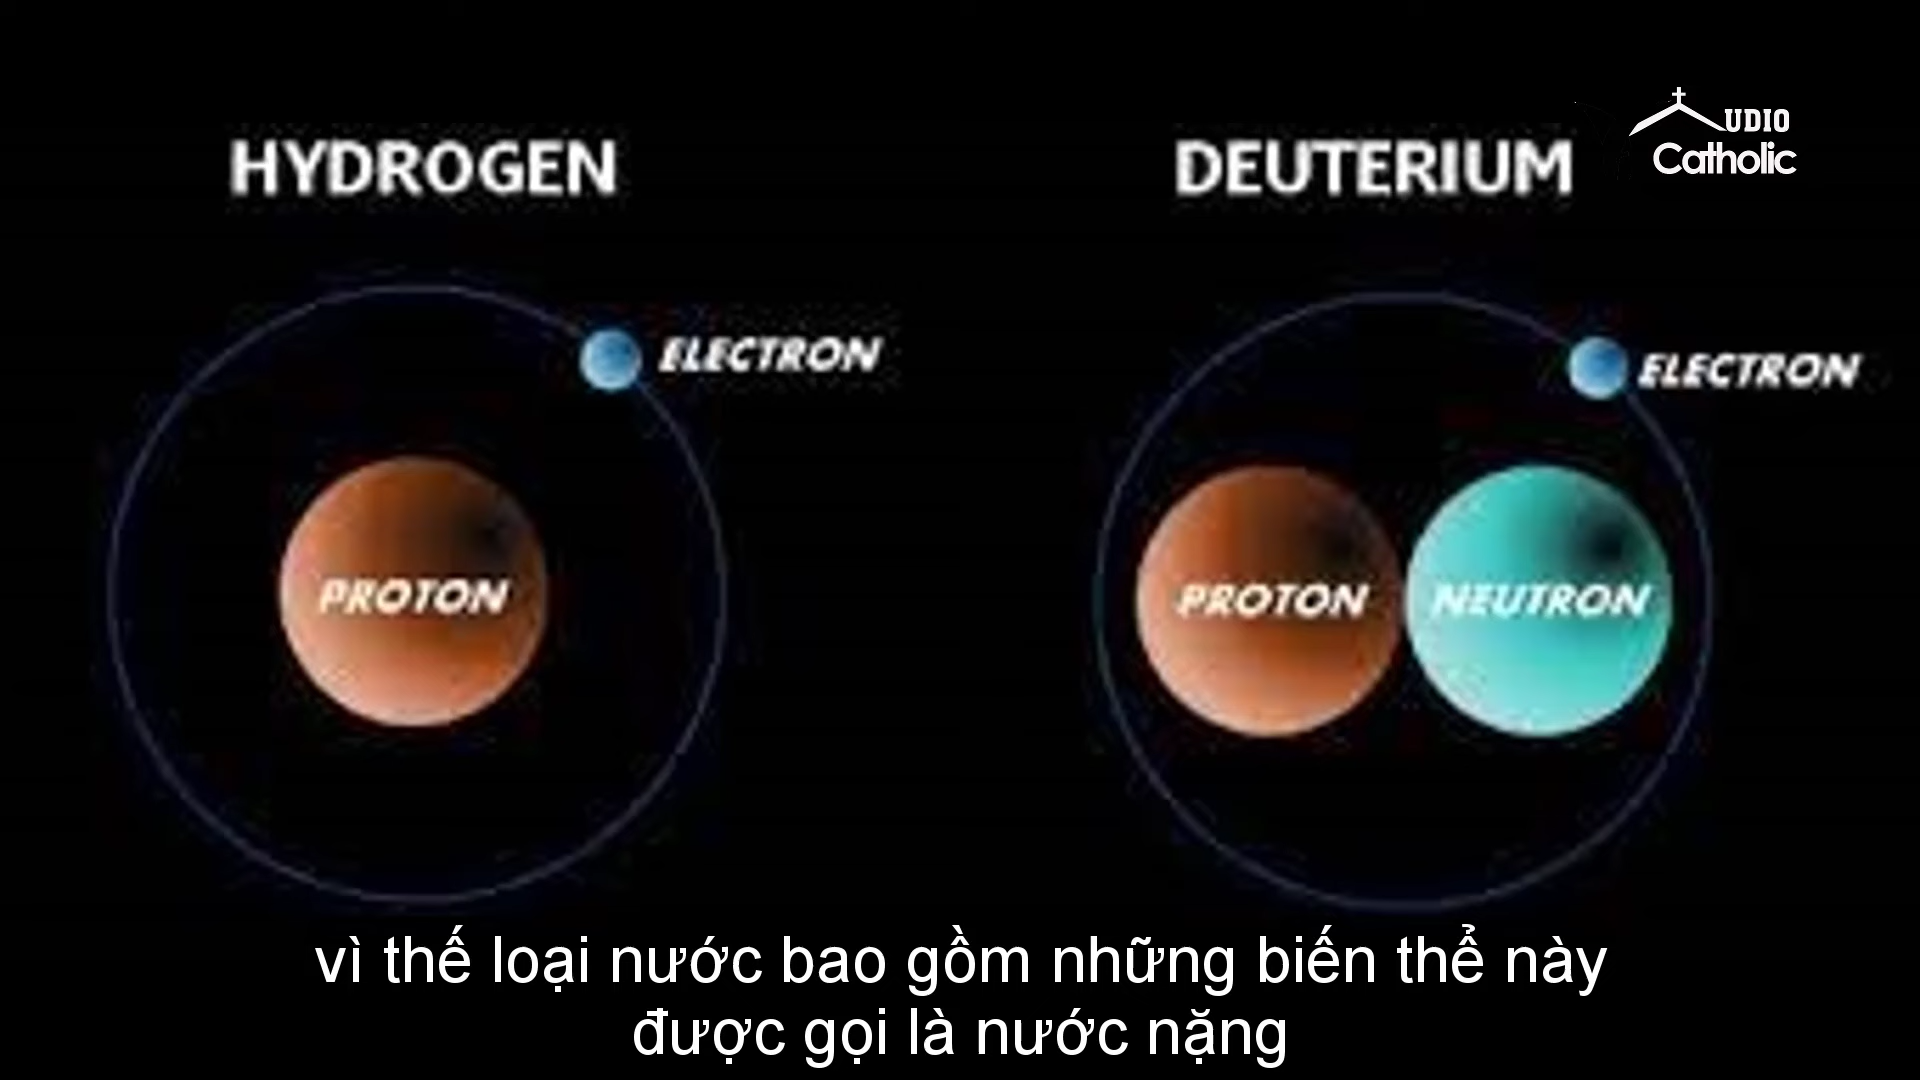 HYDROGEN
DEUTERIUM
UDIO
Catholic
ELECTRON
ELECTRON
PROTON
PROTON
NEUTRON
vì thế loại nước bao gồm những biến thể này
được gọi là nước nặng